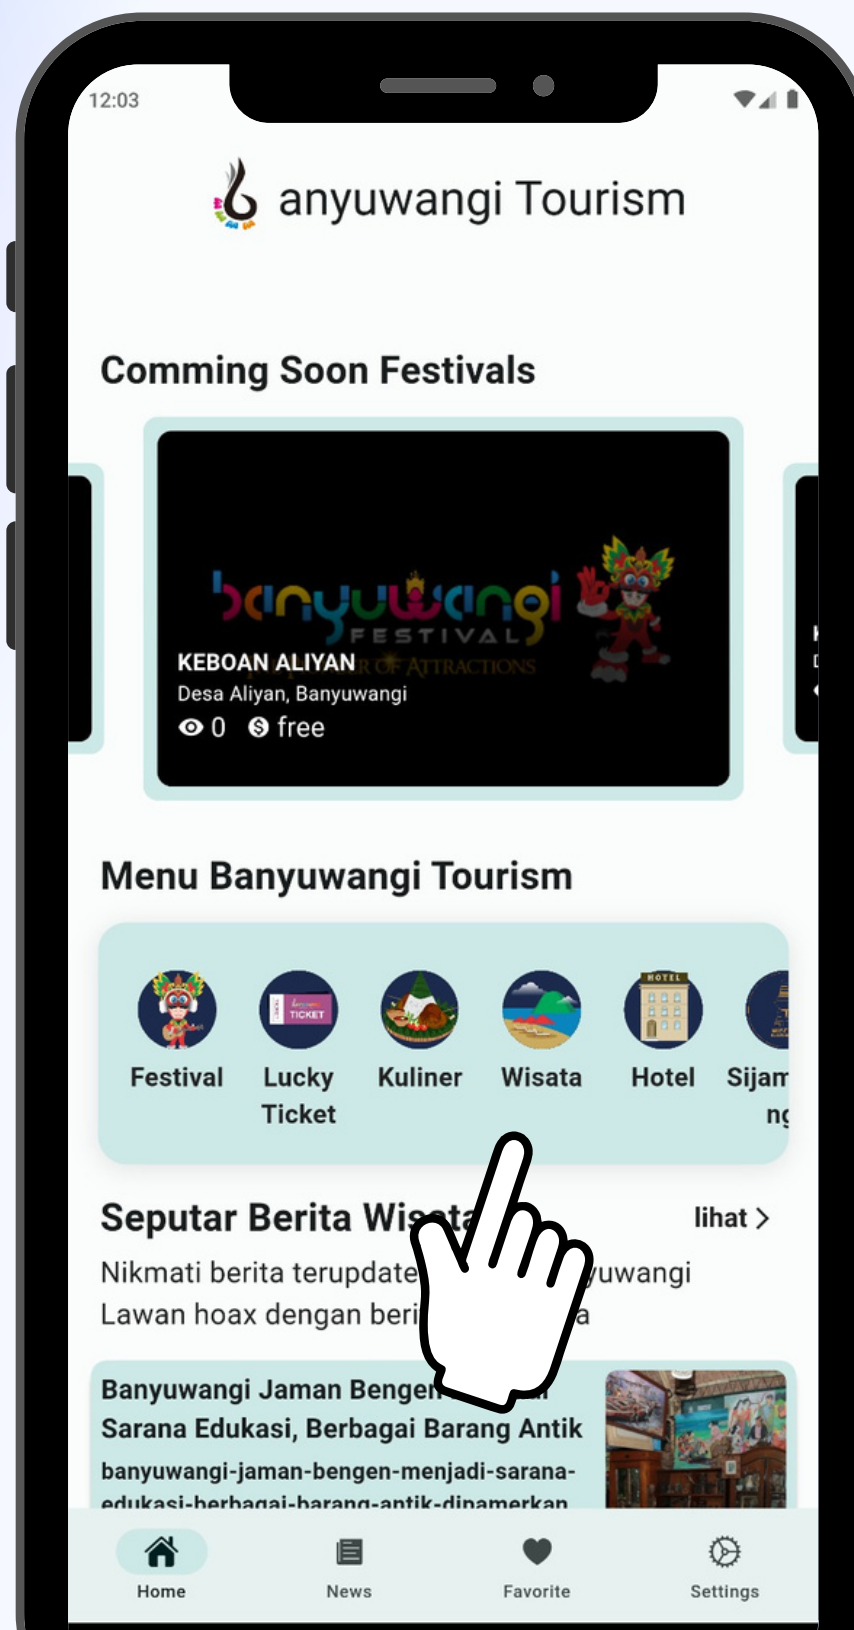 12:03
anyuwangi Tourism
Comming Soon Festivals
banyuwangi
FESTIVAL
ATTRACTIONS
KEBOAN ALIYAN
Desa Aliyan, Banyuwangi
0 free
Menu Banyuwangi Tourism
HOTEL
TICKET
Festival Lucky Kuliner Wisata Hotel
Ticket
Seputar Berita Wisata
lihat >
Nikmati berita terupdate
Lawan hoax dengan
Banyuwangi Jaman Bengen
Sarana Edukasi, Berbagai Barang Antik
banyuwangi-jaman-bengen-menjadi-sarana-
edukasi-berbagai-barang-antik-dipamerkan
Home News Favorite Settings